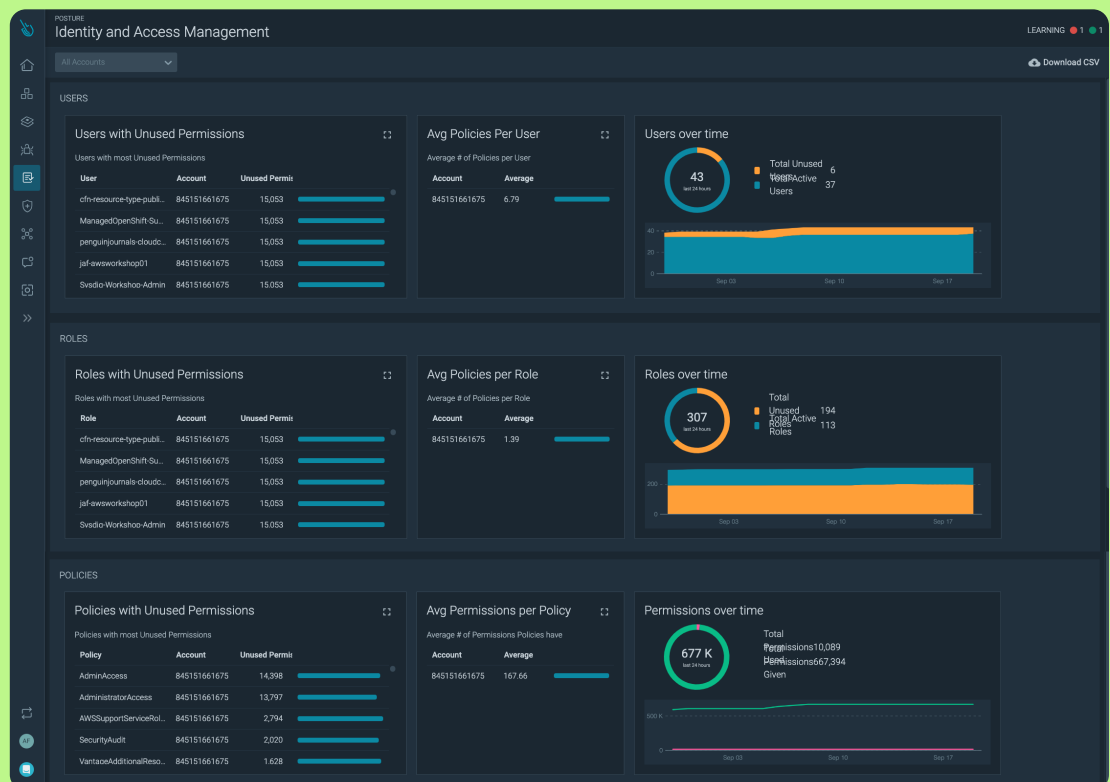 POSTURE
Identity and Access Management
LEARNING 1 1
All Accounts
Download CSV
USERS
Users with Unused Permissions
Users with most Unused Permissions
User Account Unused Permis
cfn-resource-type-publi... 845151661675 15,053
ManagedOpenShift-Su... 845151661675 15,053
penguinjournals-cloudc... 845151661675 15,053
jaf-awsworkshop01 845151661675 15,053
Svsdig-Workshop-Admin 845151661675 15,053
Avg Policies Per User
Average # of Policies per User
Account Average
845151661675 6.79
Users over time
43
last 24 hours
Total Unused Users 6
Total Active Users 37
40
20
0
Sep 03 Sep 10 Sep 17
ROLES
Roles with Unused Permissions
Roles with most Unused Permissions
Role Account Unused Permis
cfn-resource-type-publi... 845151661675 15,053
ManagedOpenShift-Su... 845151661675 15,053
penguinjournals-cloudc... 845151661675 15,053
jaf-awsworkshop01 845151661675 15,053
Svsdig-Workshop-Admin 845151661675 15,053
Avg Policies per Role
Average # of Policies per Role
Account Average
845151661675 1.39
Roles over time
307
last 24 hours
Total Unused Roles 194
Total Active Roles 113
200
0
Sep 03 Sep 10 Sep 17
POLICIES
Policies with Unused Permissions
Policies with most Unused Permissions
Policy Account Unused Permis
AdminAccess 845151661675 14,398
AdministratorAccess 845151661675 13,797
AWSSupportServiceRol... 845151661675 2,794
SecurityAudit 845151661675 2,020
VantageAdditionalReso... 845151661675 1,628
Avg Permissions per Policy
Average # of Permissions Policies have
Account Average
845151661675 167.66
Permissions over time
677 K
last 24 hours
Total Permissions Used 10,089
Total Permissions Given 667,394
500 K
0
Sep 03 Sep 10 Sep 17
AF